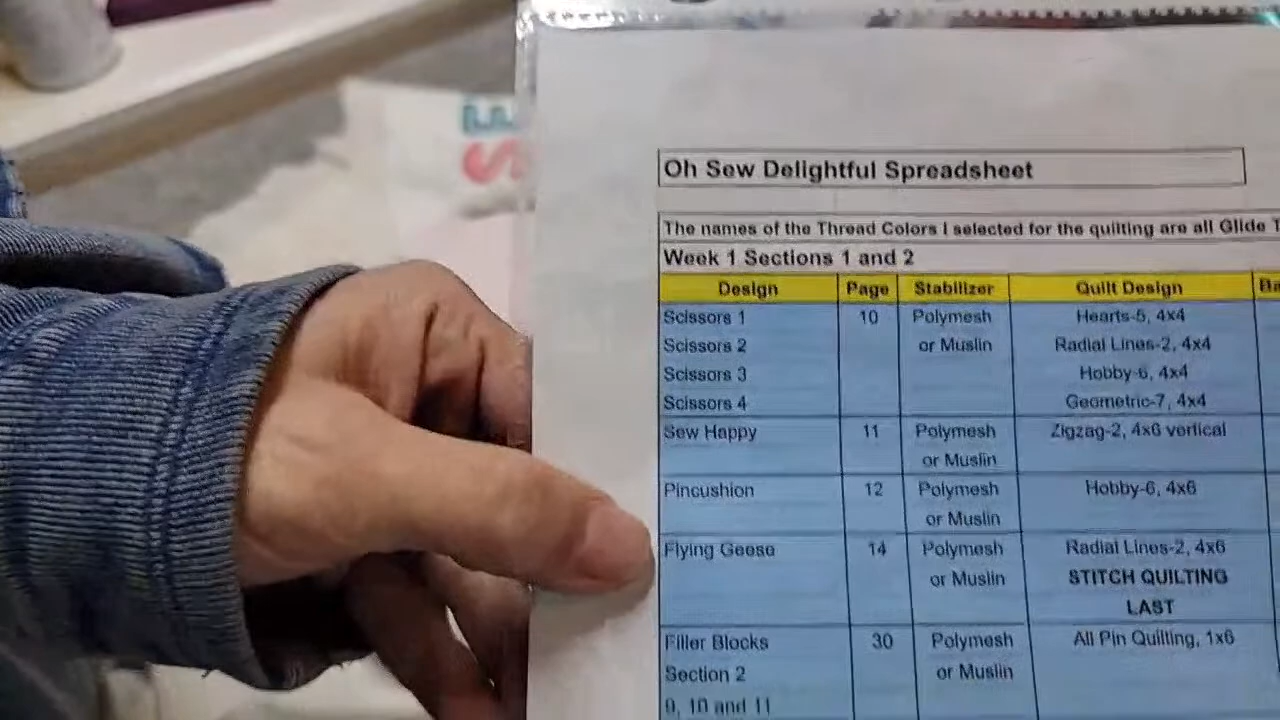 Oh Sew Delightful Spreadsheet
The names of the Thread Colors I selected for the quilting are all Glide
Week 1 Sections 1 and 2
Design Page Stabilizer Quilt Design
Scissors 1 10 Polymesh Hearts-5, 4x4
Scissors 2 or Muslin Radial Lines-2, 4x4
Scissors 3 Hobby-6, 4x4
Scissors 4 Geometric-7, 4x4
Sew Happy 11 Polymesh Zigzag-2, 4x6 vertical
or Muslin
Pincushion 12 Polymesh Hobby-6, 4x6
or Muslin
Flying Geese 14 Polymesh Radial Lines-2, 4x6
or Muslin STITCH QUILTING
LAST
Filler Blocks 30 Polymesh All Pin Quilting, 1x6
Section 2 or Muslin
9, 10 and 11